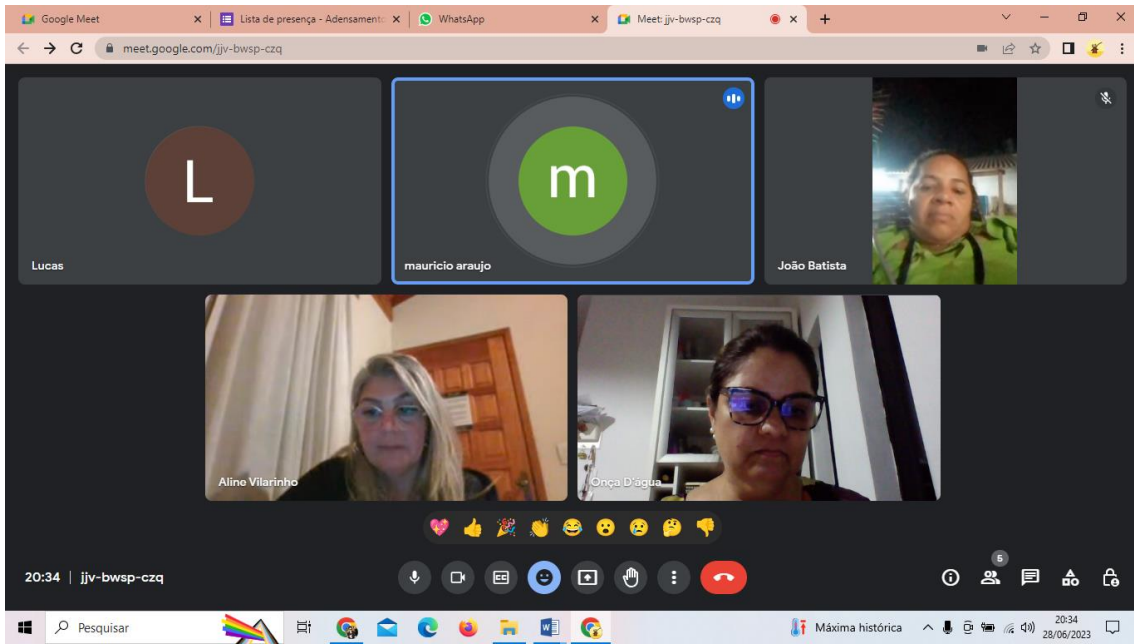 Google Meet
Lista de presença - Adensamento
WhatsApp
Meet: jjv-bwsp-czq
meet.google.com/jjv-bwsp-czq
L
m
Lucas
mauricio araujo
João Batista
Aline Vilarinho
Onça D'água
5
20:34 | jjv-bwsp-czq
CC
Pesquisar
Máxima histórica
20:34
28/06/2023